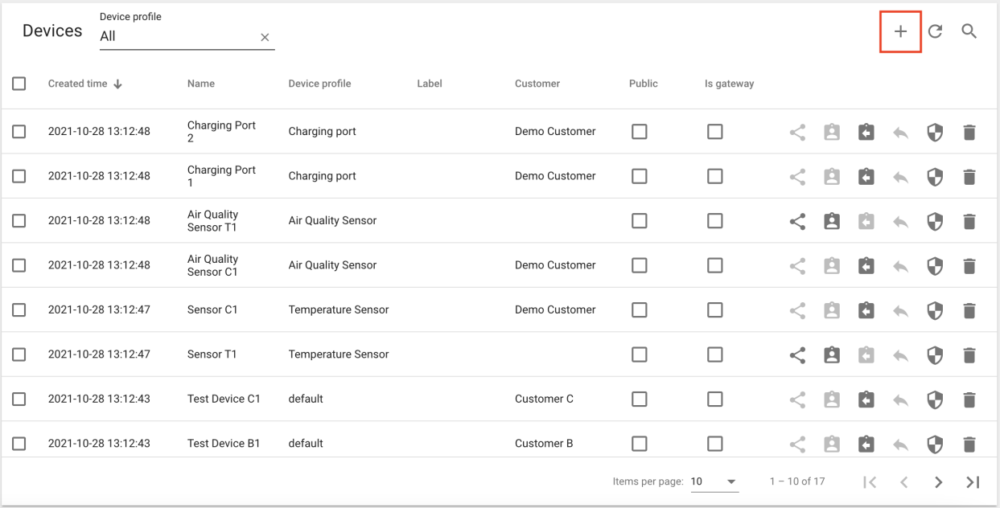 Device profile
Devices
All
Created time Name Device profile Label Customer Public Is gateway
2021-10-28 13:12:48 Charging Port 2 Charging port Demo Customer
2021-10-28 13:12:48 Charging Port 1 Charging port Demo Customer
2021-10-28 13:12:48 Air Quality Sensor T1 Air Quality Sensor
2021-10-28 13:12:48 Air Quality Sensor C1 Air Quality Sensor Demo Customer
2021-10-28 13:12:47 Sensor C1 Temperature Sensor Demo Customer
2021-10-28 13:12:47 Sensor T1 Temperature Sensor
2021-10-28 13:12:43 Test Device C1 default Customer C
2021-10-28 13:12:43 Test Device B1 default Customer B
Items per page: 10 1 – 10 of 17